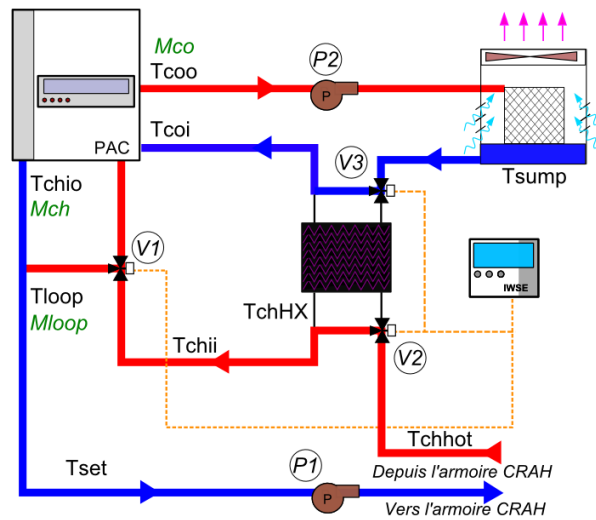 Mco
Tcoo
P2
P
Tcoi
PAC
V3
Tsump
Tchio
Mch
V1
IWSE
Tloop
Mloop
TchHX
Tchii
V2
Tchhot
Depuis l'armoire CRAH
Tset
P1
P
Vers l'armoire CRAH